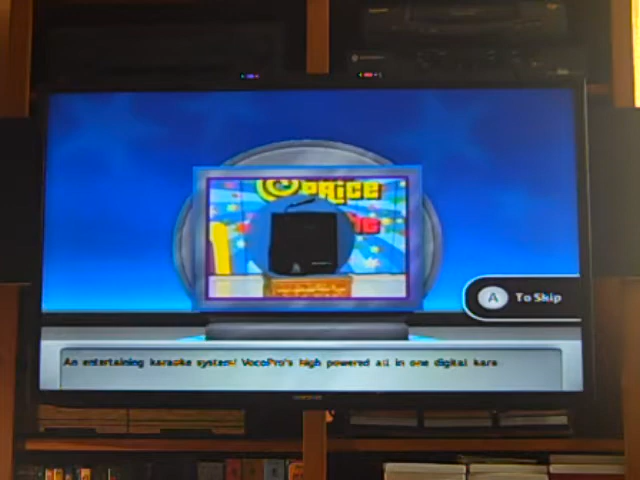 PRICE
A To Skip
An entertaining karaoke system! VocoPro's high powered all in one digital kara